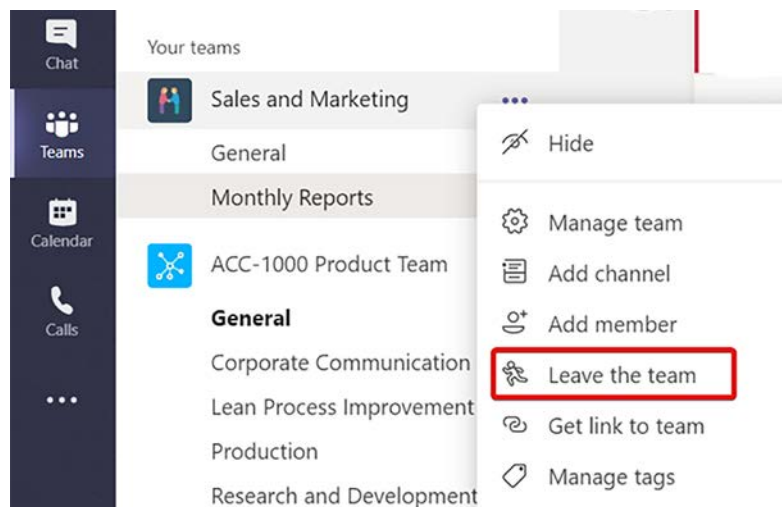 Chat
Teams
Calendar
Calls
Your teams
Sales and Marketing
General
Monthly Reports
ACC-1000 Product Team
General
Corporate Communication
Lean Process Improvement
Production
Research and Development
Hide
Manage team
Add channel
Add member
Leave the team
Get link to team
Manage tags